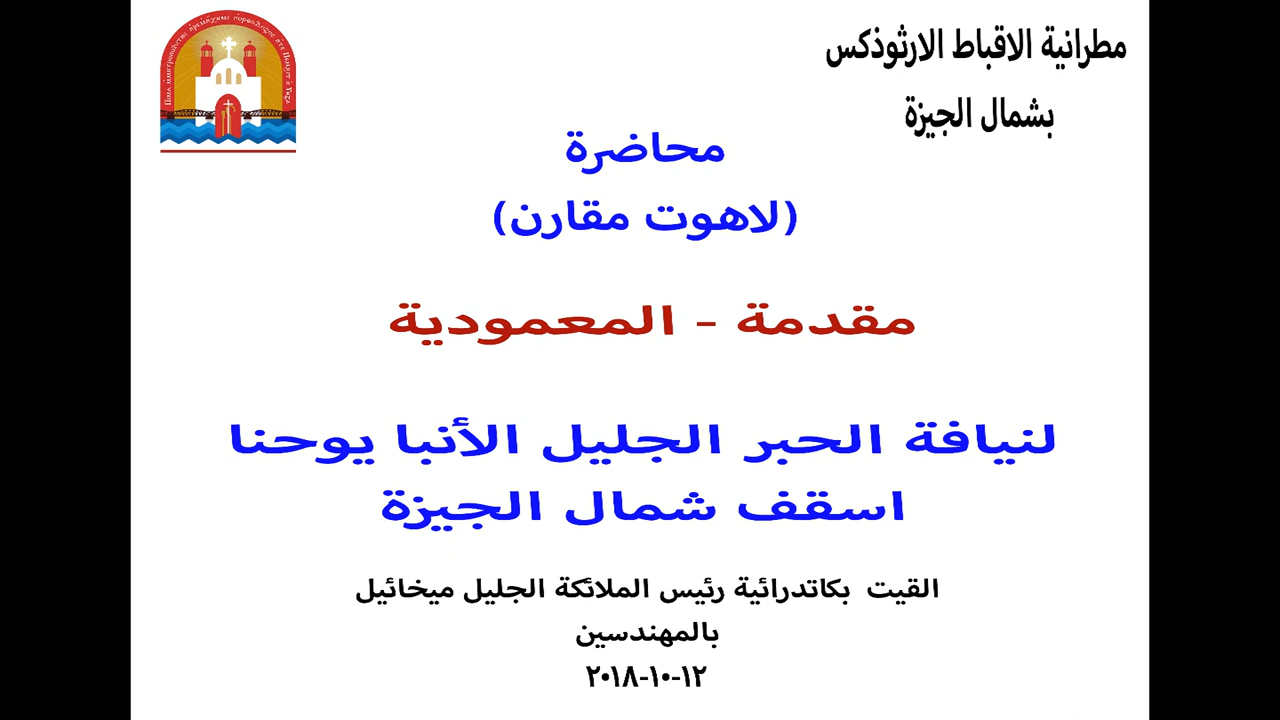 مطرانية الاقباط الارثوذكس
بشمال الجيزة
محاضرة
(لاهوت مقارن)
مقدمة - المعمودية
لنيافة الحبر الجليل الأنبا يوحنا
اسقف شمال الجيزة
القيت بكاتدرائية رئيس الملائكة الجليل ميخائيل
بالمهندسين
١٢-١٠-٢٠١٨